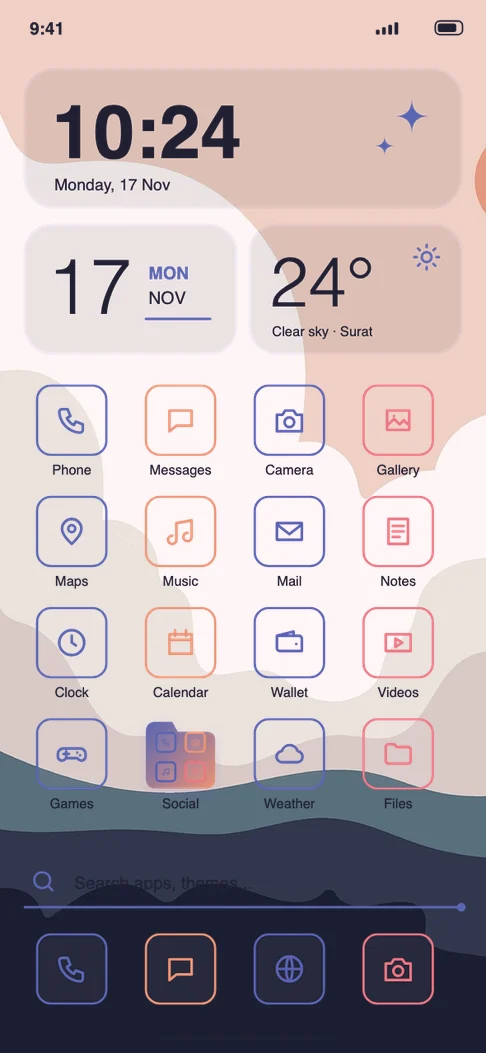 9:41
10:24
Monday, 17 Nov
17 MON
NOV
24°
Clear sky · Surat
Phone Messages Camera Gallery
Maps Music Mail Notes
Clock Calendar Wallet Videos
Games Social Weather Files
Search apps, themes...